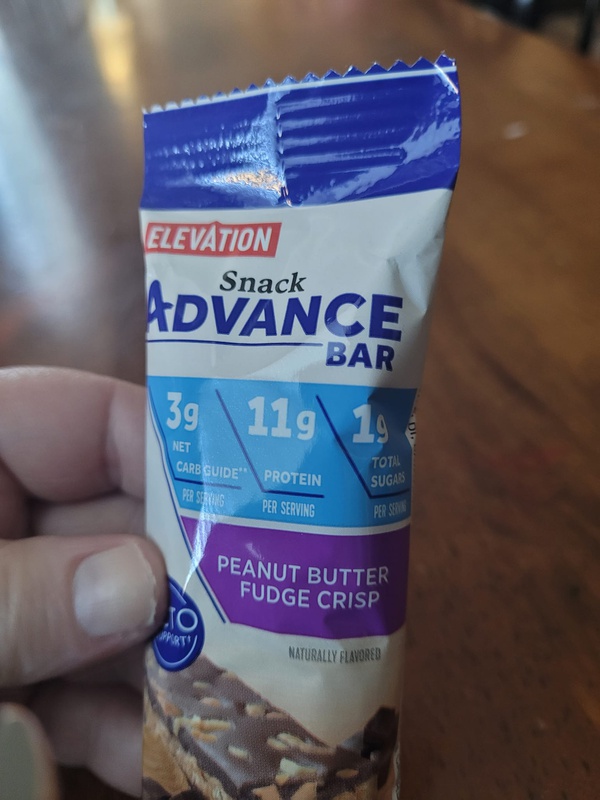 ELEVATION
Snack
ADVANCE
BAR
3g
NET
CARB GUIDE**
PER SERVING
11g
PROTEIN
PER SERVING
1g
TOTAL
SUGARS
PER SERVING
PEANUT BUTTER
FUDGE CRISP
NATURALLY FLAVORED